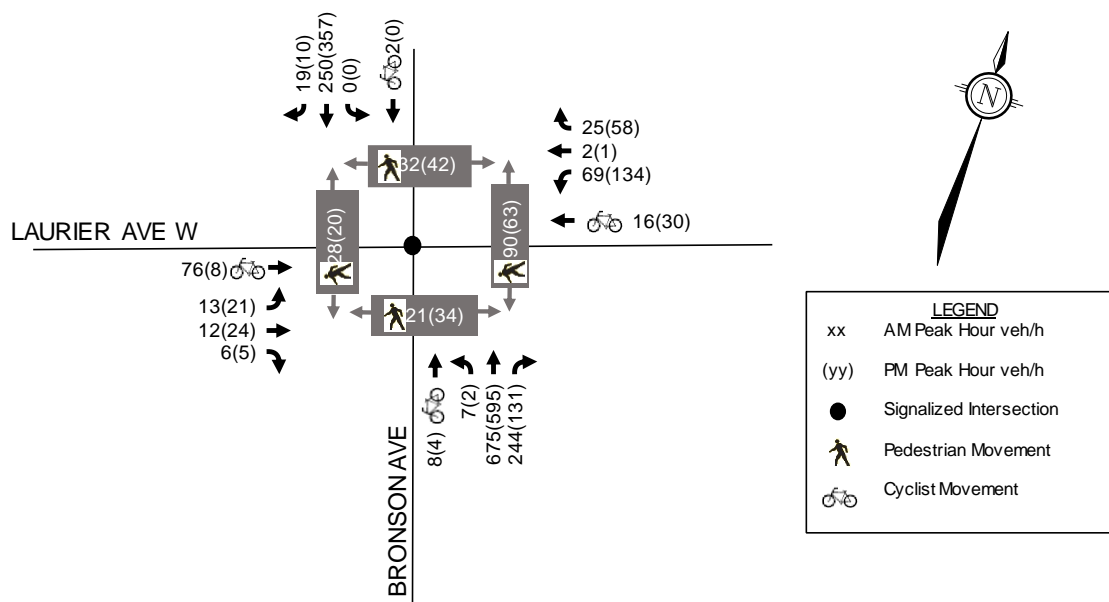 19(10)
250(357)
0(0)
2(0)
N
25(58)
2(1)
69(134)
32(42)
28(20)
90(63)
16(30)
LAURIER AVE W
76(8)
13(21)
12(24)
6(5)
21(34)
8(4)
7(2)
675(595)
244(131)
BRONSON AVE
LEGEND
xx AM Peak Hour veh/h
(yy) PM Peak Hour veh/h
Signalized Intersection
Pedestrian Movement
Cyclist Movement